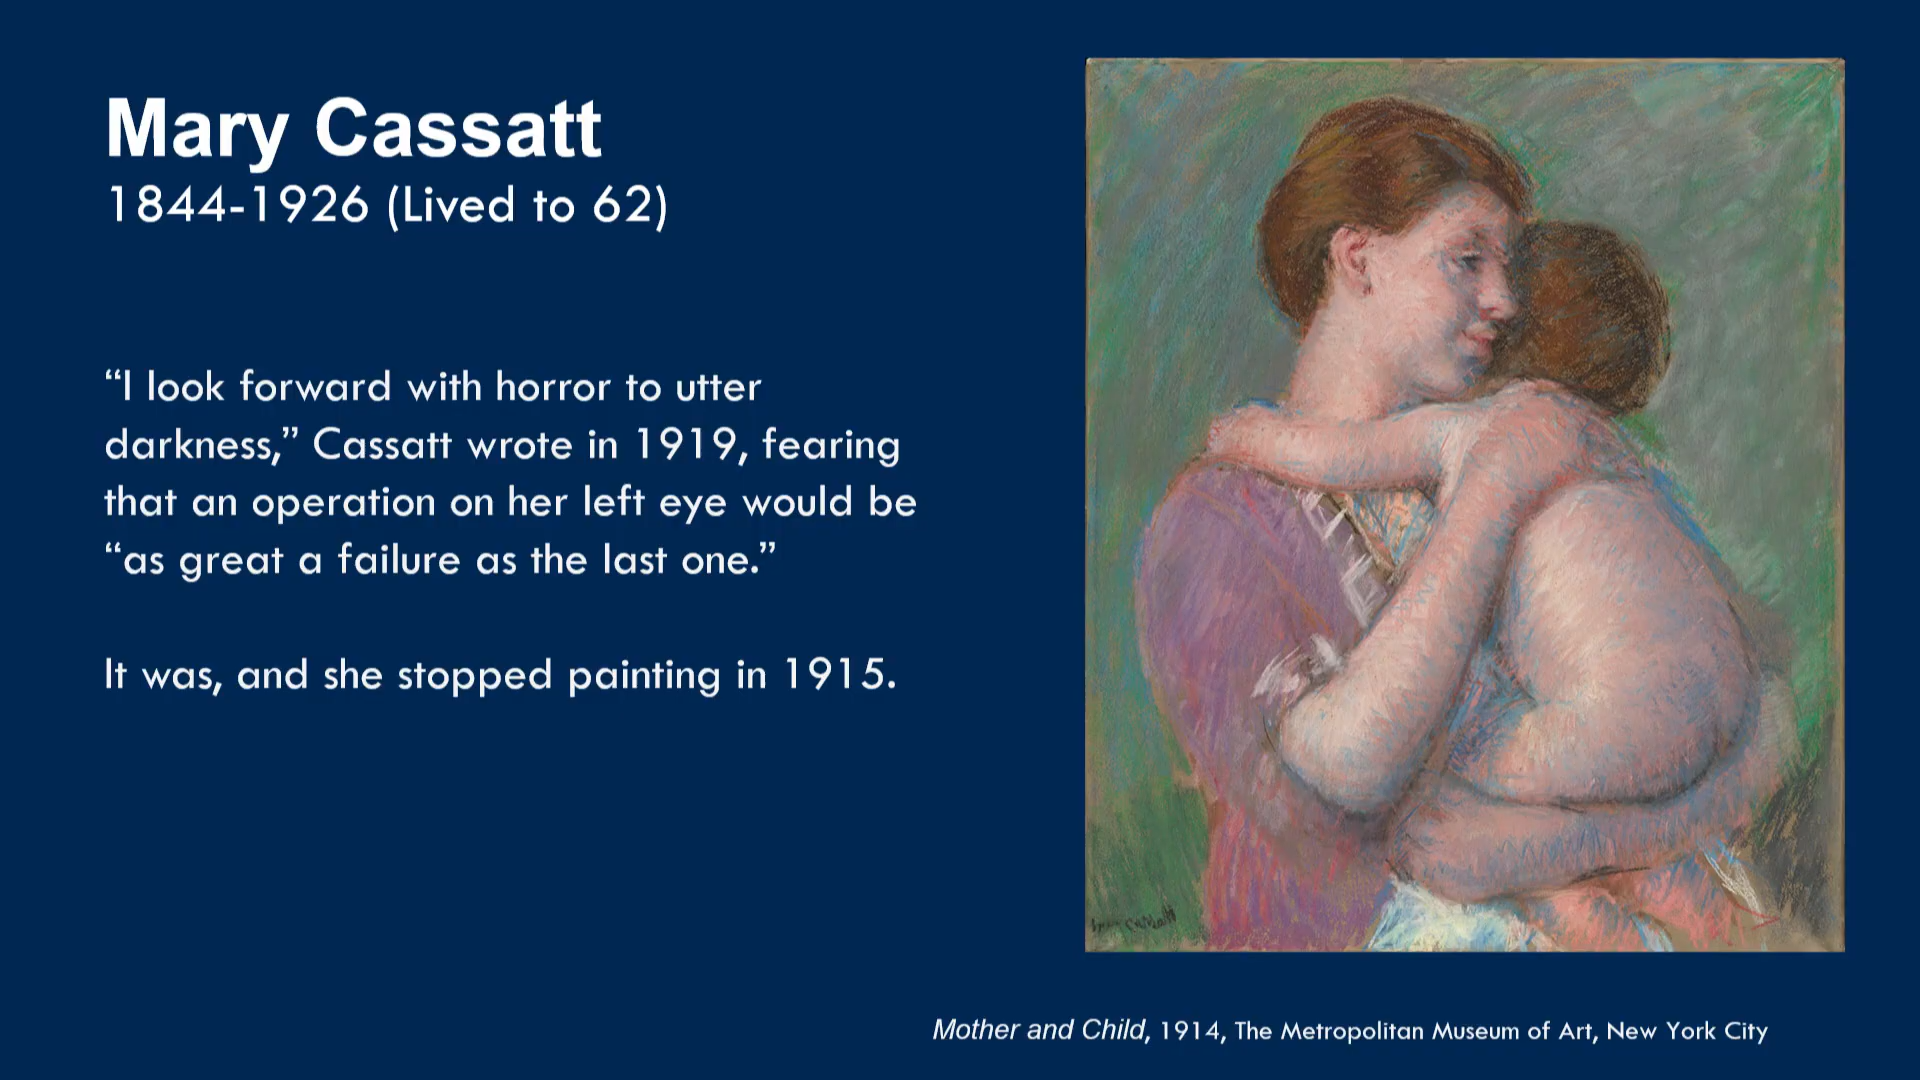 Mary Cassatt
1844-1926 (Lived to 62)
“I look forward with horror to utter
darkness,” Cassatt wrote in 1919, fearing
that an operation on her left eye would be
“as great a failure as the last one.”
It was, and she stopped painting in 1915.
Mary Cassatt
Mother and Child, 1914, The Metropolitan Museum of Art, New York City